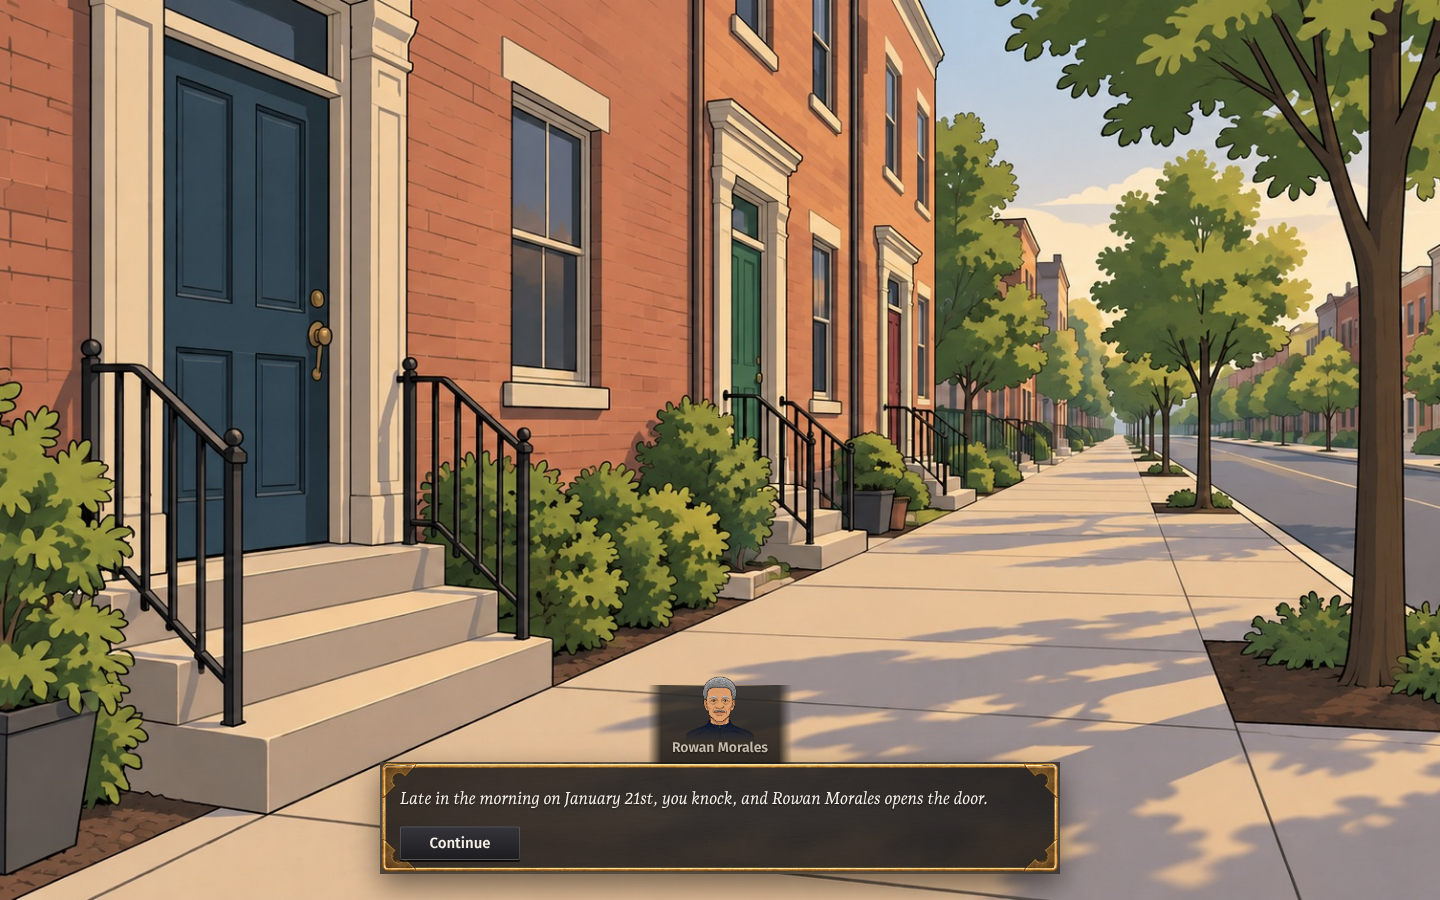 Rowan Morales
Late in the morning on January 21st, you knock, and Rowan Morales opens the door.
Continue